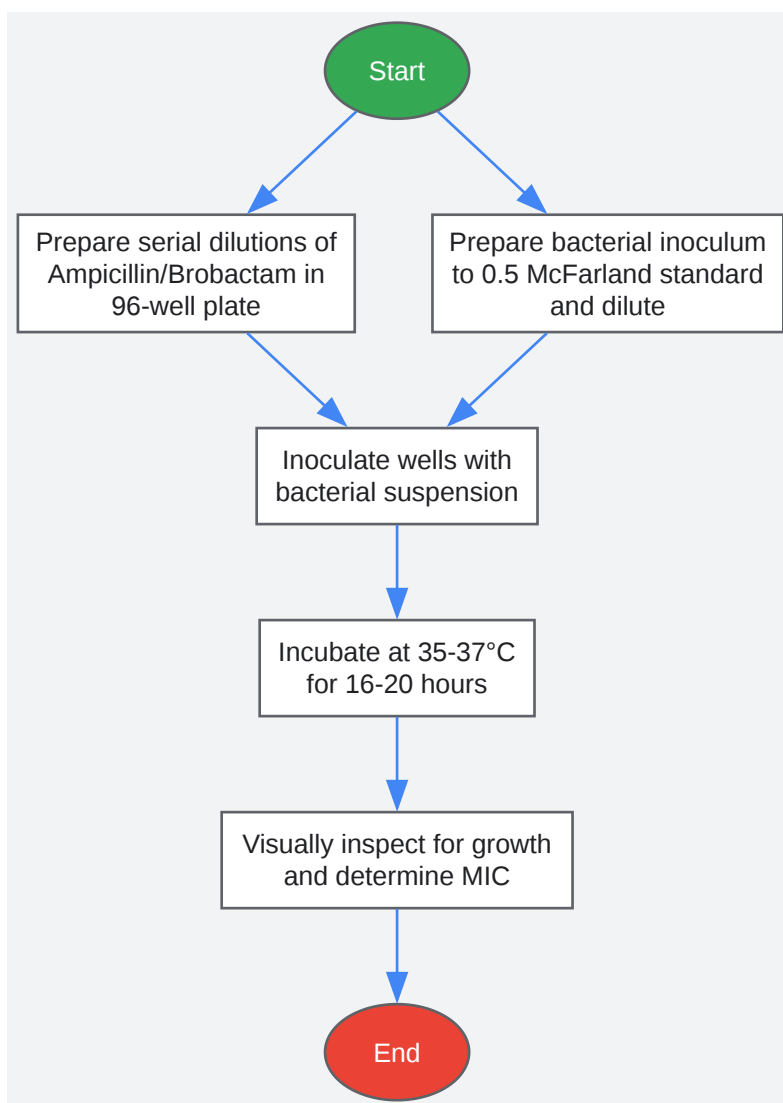 Start
Prepare serial dilutions of
Ampicillin/Brobactam in
96-well plate
Prepare bacterial inoculum
to 0.5 McFarland standard
and dilute
Inoculate wells with
bacterial suspension
Incubate at 35-37°C
for 16-20 hours
Visually inspect for growth
and determine MIC
End